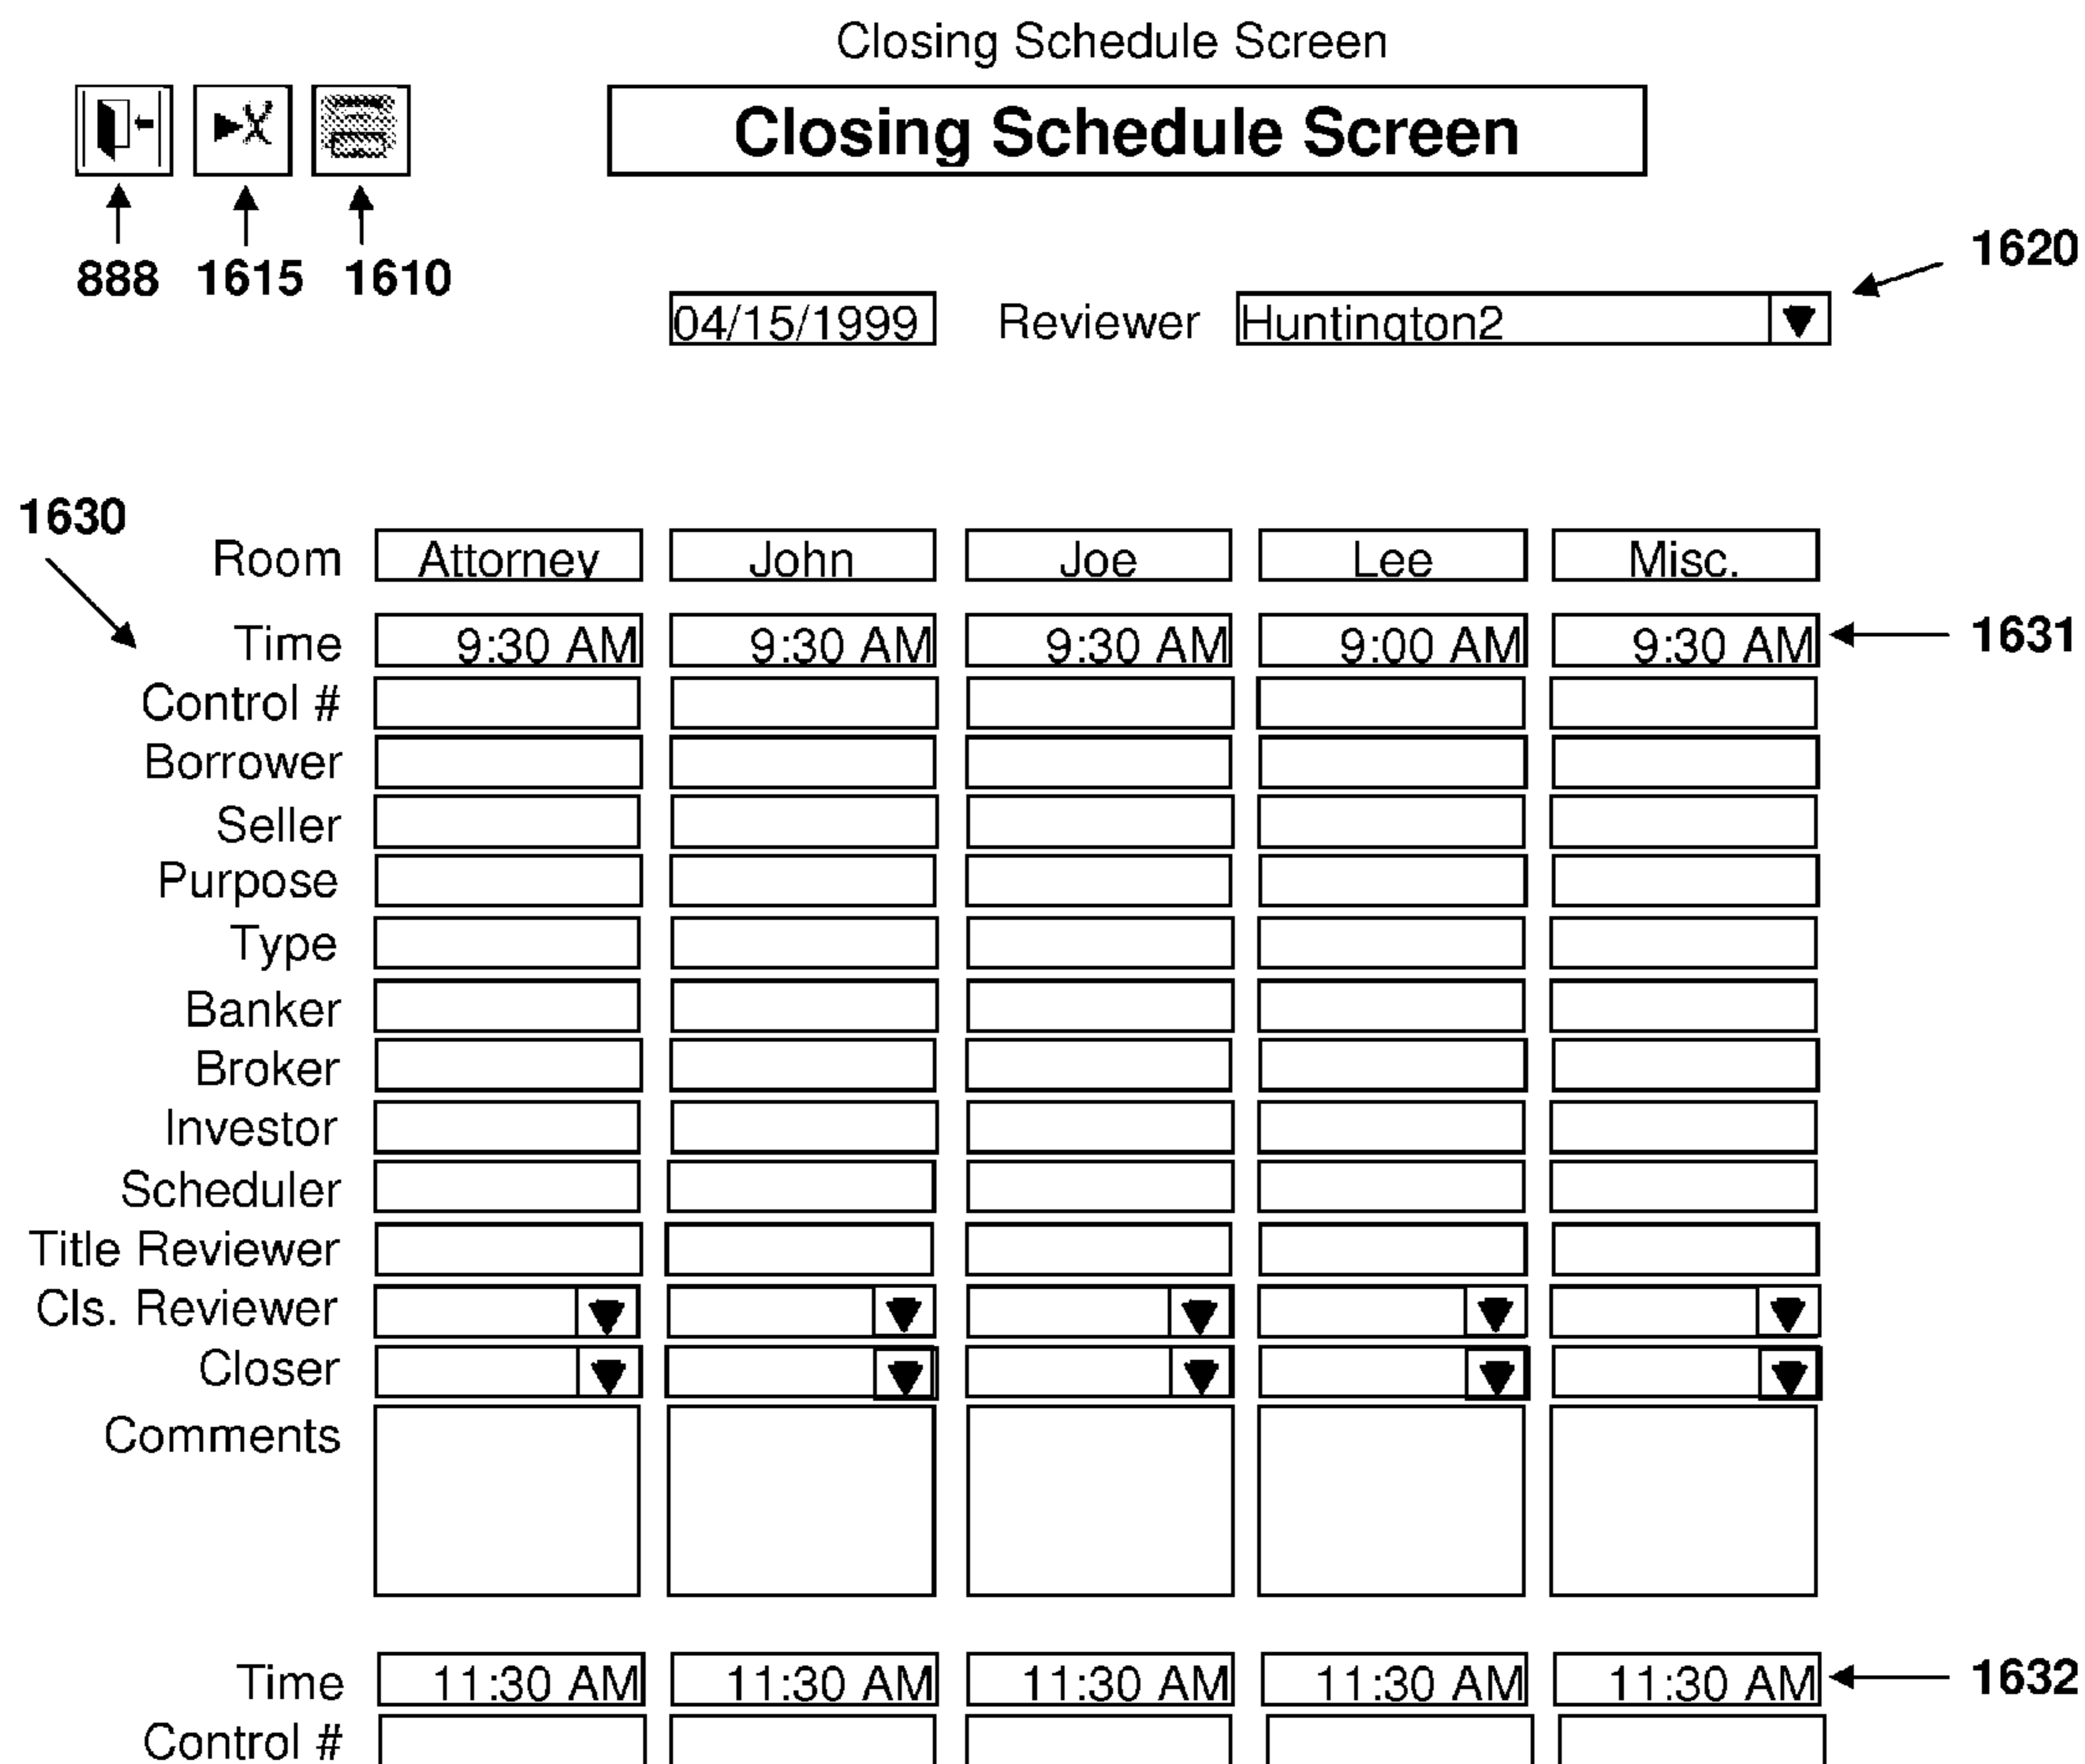 Closing Schedule Screen
Closing Schedule Screen
888 1615 1610
1620
04/15/1999 Reviewer Huntington2
1630
Room Attorney John Joe Lee Misc.
Time 9:30 AM 9:30 AM 9:30 AM 9:00 AM 9:30 AM 1631
Control #
Borrower
Seller
Purpose
Type
Banker
Broker
Investor
Scheduler
Title Reviewer
Cls. Reviewer
Closer
Comments
Time 11:30 AM 11:30 AM 11:30 AM 11:30 AM 11:30 AM 1632
Control #